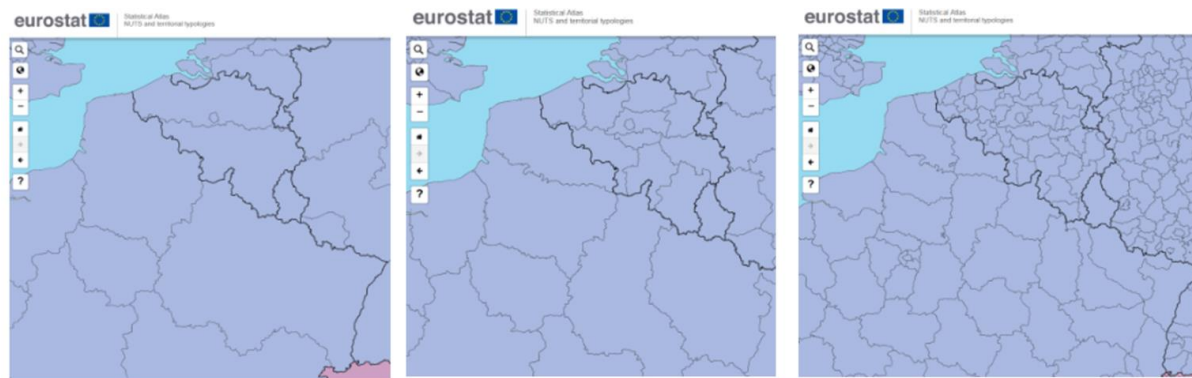 eurostat
Statistical Atlas
NUTS and territorial typologies
+
−
?
eurostat
Statistical Atlas
NUTS and territorial typologies
+
−
?
eurostat
Statistical Atlas
NUTS and territorial typologies
+
−
?